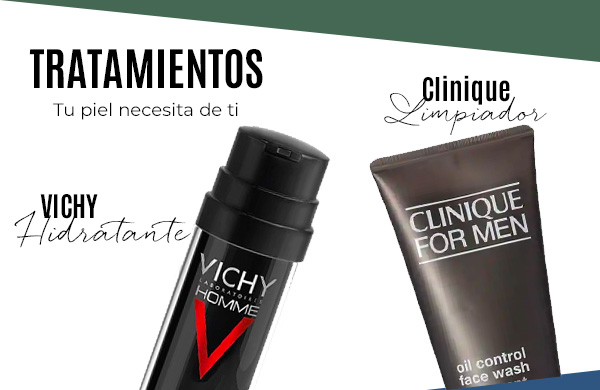 TRATAMIENTOS
Tu piel necesita de ti
Clinique
Limpiador
VICHY
Hidratante
VICHY
LABORATOIRES
HOMME
V
CLINIQUE
FOR MEN
oil control
face wash